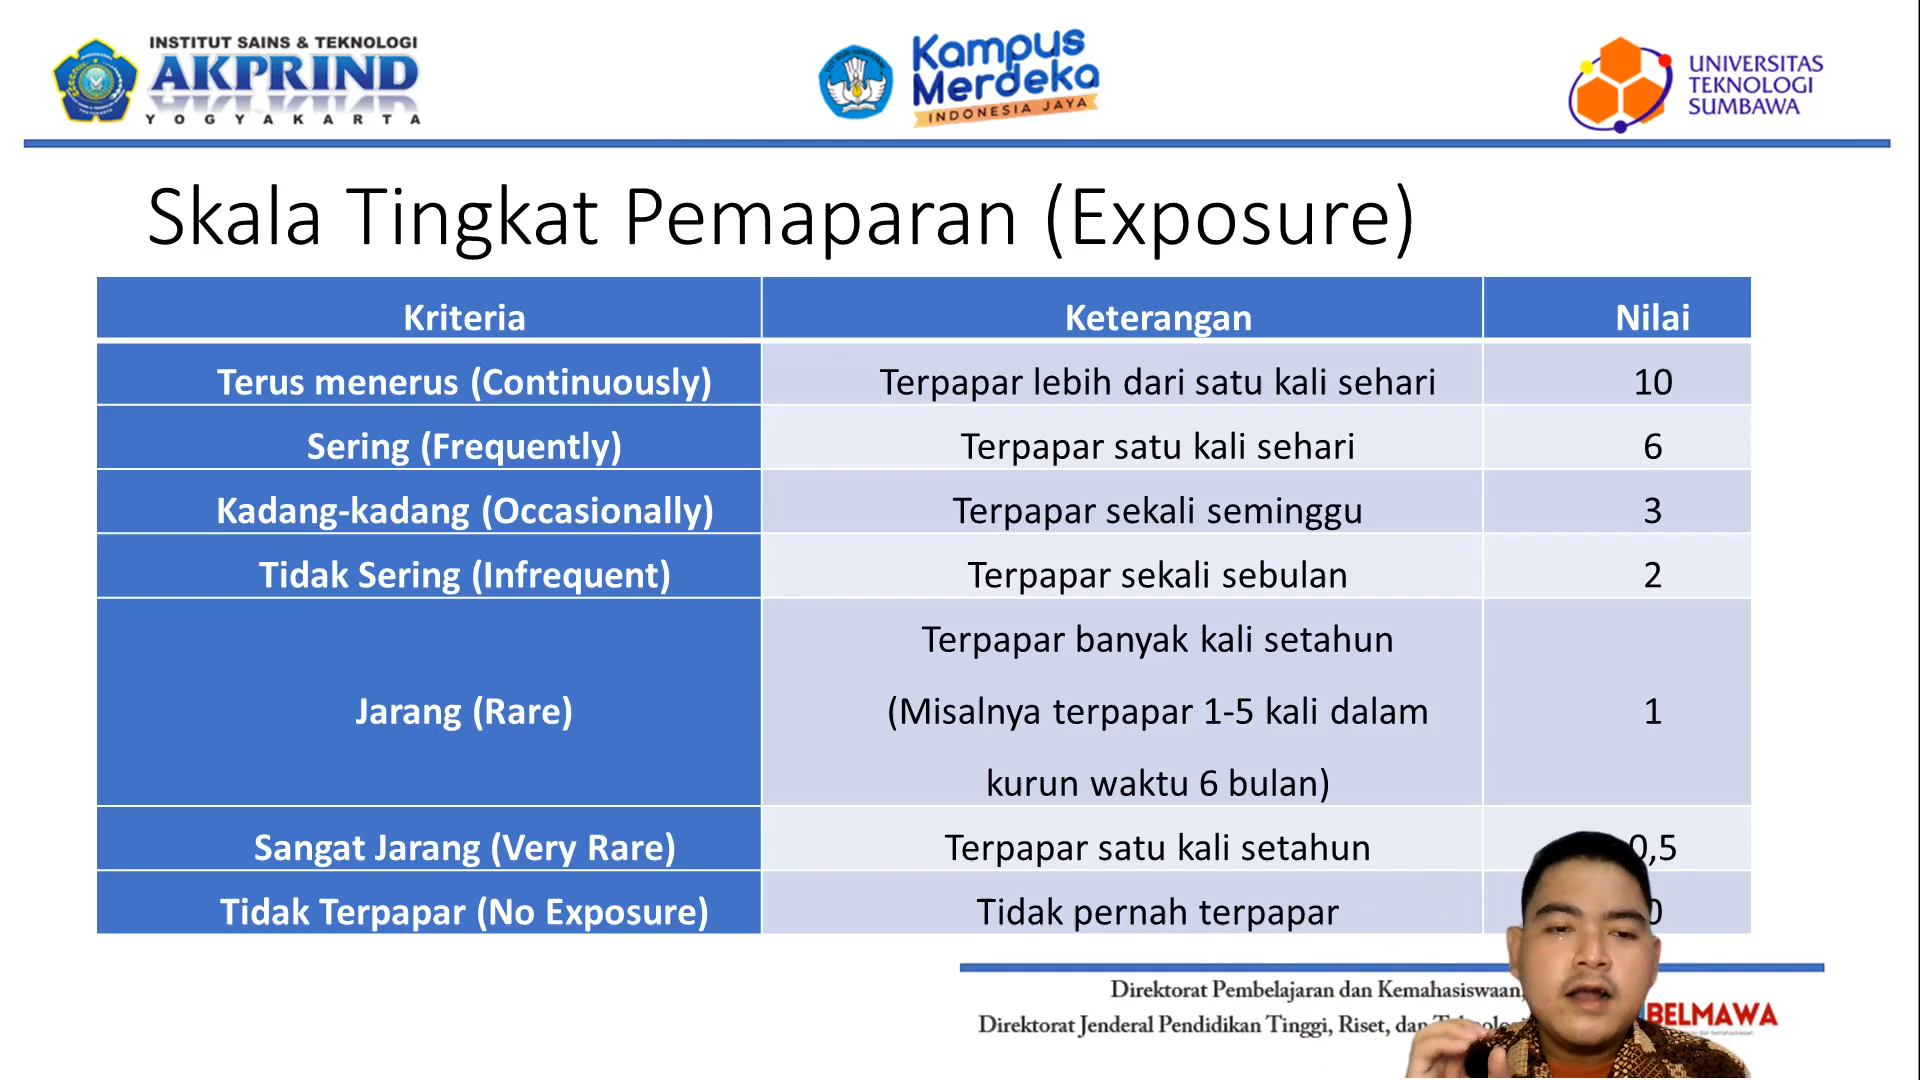 INSTITUT SAINS & TEKNOLOGI
AKPRIND
YOGYAKARTA
Kampus
Merdeka
INDONESIA JAYA
UNIVERSITAS
TEKNOLOGI
SUMBAWA
Skala Tingkat Pemaparan (Exposure)
Kriteria Keterangan Nilai
Terus menerus (Continuously) Terpapar lebih dari satu kali sehari 10
Sering (Frequently) Terpapar satu kali sehari 6
Kadang-kadang (Occasionally) Terpapar sekali seminggu 3
Tidak Sering (Infrequent) Terpapar sekali sebulan 2
Terpapar banyak kali setahun
Jarang (Rare) (Misalnya terpapar 1-5 kali dalam 1
kurun waktu 6 bulan)
Sangat Jarang (Very Rare) Terpapar satu kali setahun 0,5
Tidak Terpapar (No Exposure) Tidak pernah terpapar 0
Direktorat Pembelajaran dan Kemahasiswaan,
Direktorat Jenderal Pendidikan Tinggi, Riset, dan
BELMAWA